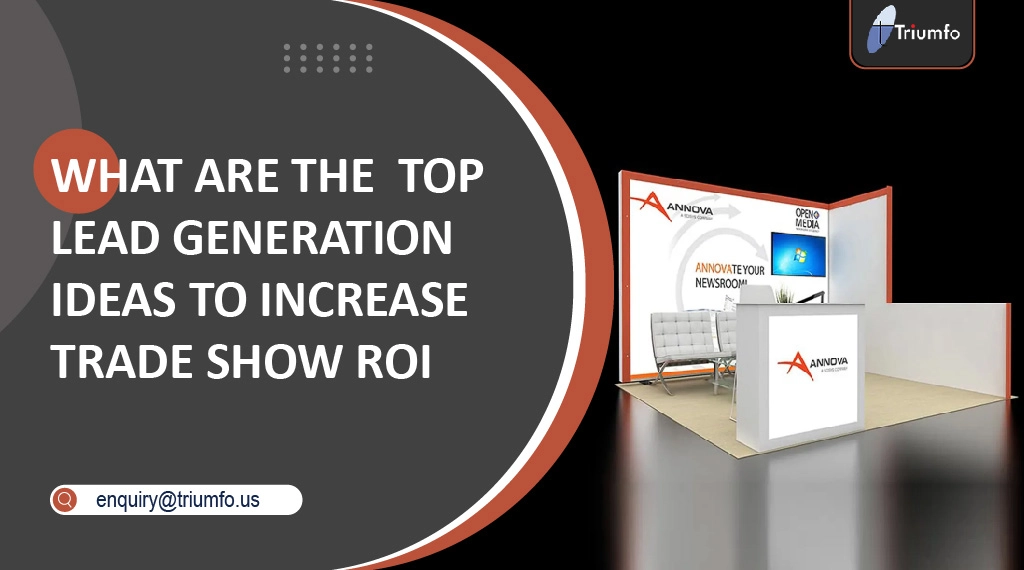 Triumfo
WHAT ARE THE TOP
LEAD GENERATION
IDEAS TO INCREASE
TRADE SHOW ROI
enquiry@triumfo.us
ANNOVA
OPEN
MEDIA
ANNOVATE YOUR
NEWSROOM!
ANNOVA